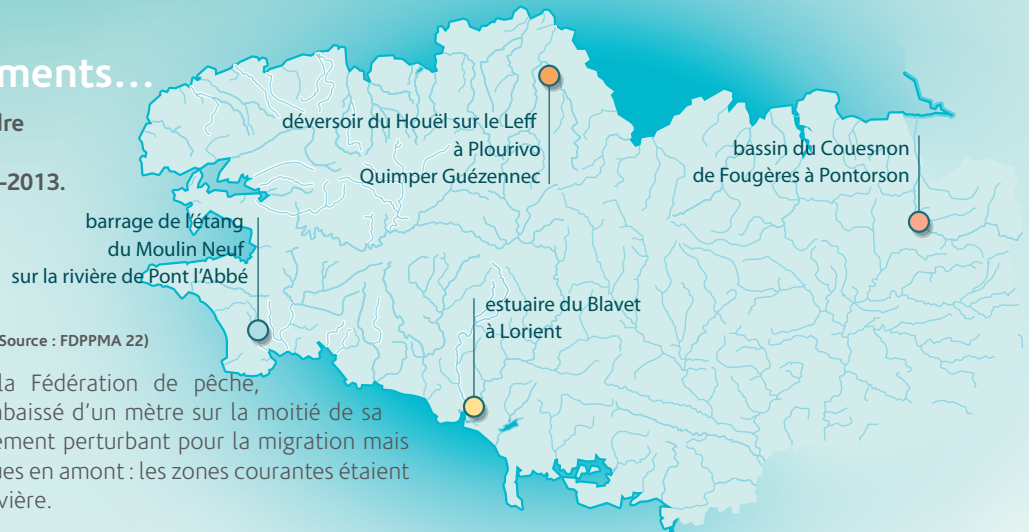 ments…
dre
-2013.
déversoir du Houël sur le Leff
à Plourivo
Quimper Guézennec
bassin du Couesnon
de Fougères à Pontorson
barrage de l'étang
du Moulin Neuf
sur la rivière de Pont l'Abbé
estuaire du Blavet
à Lorient
Source : FDPPMA 22)
la Fédération de pêche,
abaissé d'un mètre sur la moitié de sa
ement perturbant pour la migration mais
ues en amont : les zones courantes étaient
vière.